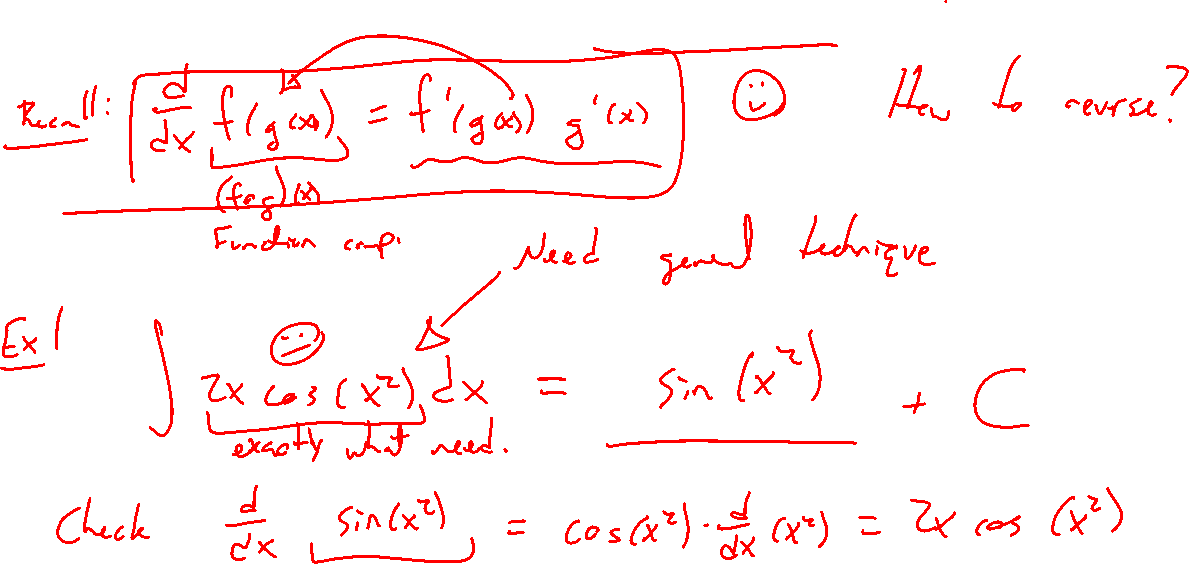 Recall: d/dx f(g(x)) = f'(g(x)) g'(x) How to reverse?
(f∘g)(x)
Function comp.
Need general technique
Ex 1 ∫ 2x cos(x²) dx = sin(x²) + C
exactly what need.
Check d/dx sin(x²) = cos(x²)·d/dx(x²) = 2x cos(x²)